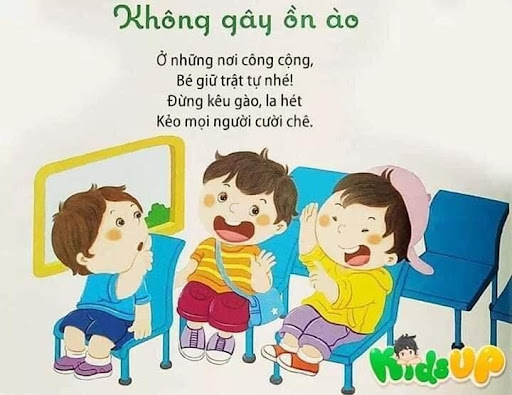 Không gây ồn ào
Ở những nơi công cộng,
Bé giữ trật tự nhé!
Đừng kêu gào, la hét
Kẻo mọi người cười chê.
KidsUP